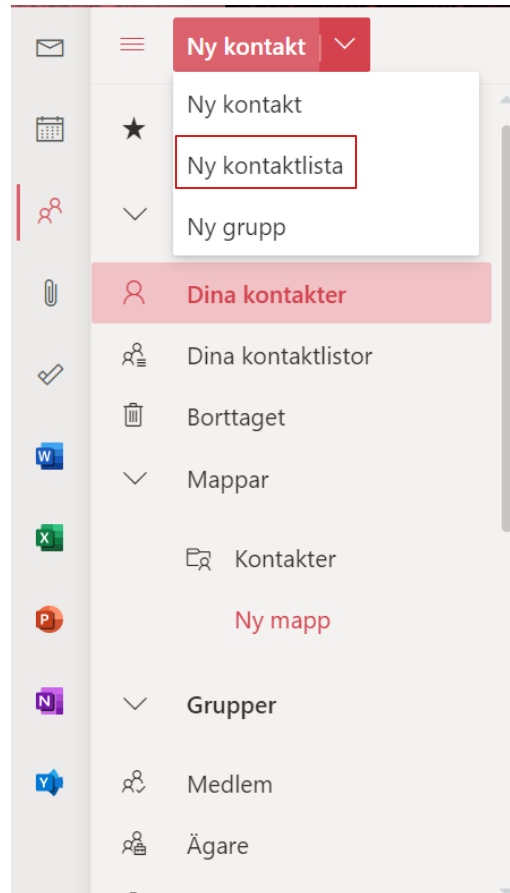 Ny kontakt
Ny kontakt
Ny kontaktlista
Ny grupp
Dina kontakter
Dina kontaktlistor
Borttaget
Mappar
Kontakter
Ny mapp
Grupper
Medlem
Ägare
W
X
P
N
Y